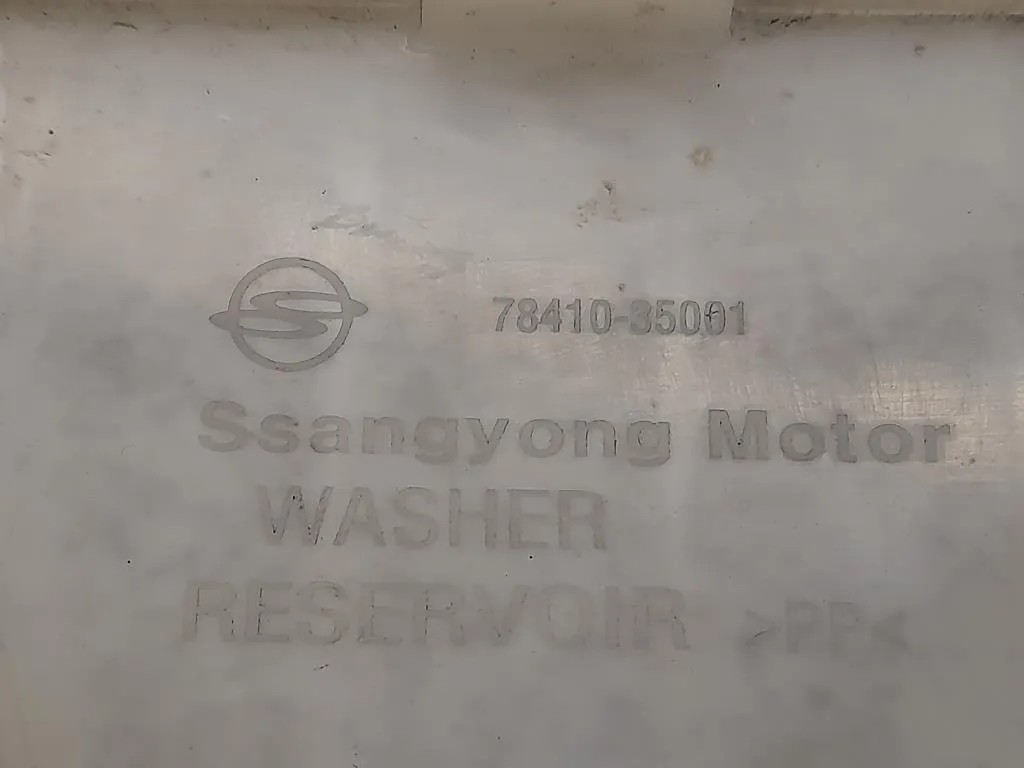 78410-35001
Ssangyong Motor
WASHER
RESERVOIR >PP<